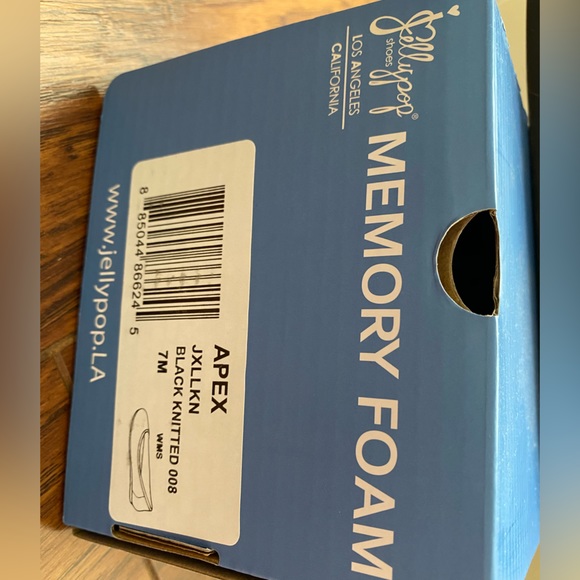 Jellypop®
shoes
LOS ANGELES
CALIFORNIA
MEMORY FOAM
8 85044 86624 5
APEX
JXLLKN
BLACK KNITTED 008
7M
WMS
www.jellypop.LA